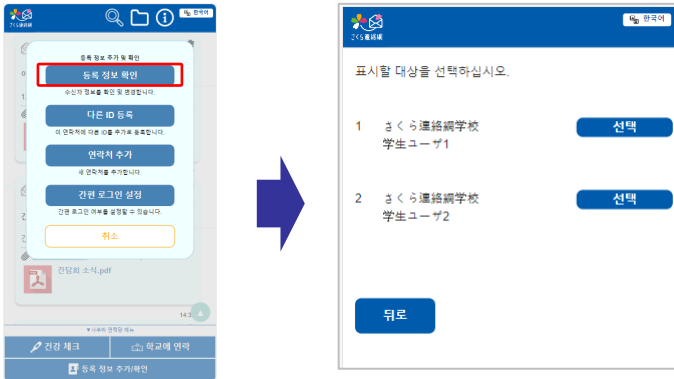 さくら連絡網
한국어
등록 정보 추가 및 확인
등록 정보 확인
수신자 정보를 확인 및 변경합니다.
다른 ID 등록
이 연락처에 다른 ID를 추가로 등록합니다.
연락처 추가
새 연락처를 추가합니다.
간편 로그인 설정
간편 로그인 여부를 설정할 수 있습니다.
취소
간담회 소식.pdf
14:3
건강 체크
학교에 연락
등록 정보 추가/확인
さくら連絡網
한국어
표시할 대상을 선택하십시오.
1 さくら連絡網学校
学生ユーザ1
선택
2 さくら連絡網学校
学生ユーザ2
선택
뒤로